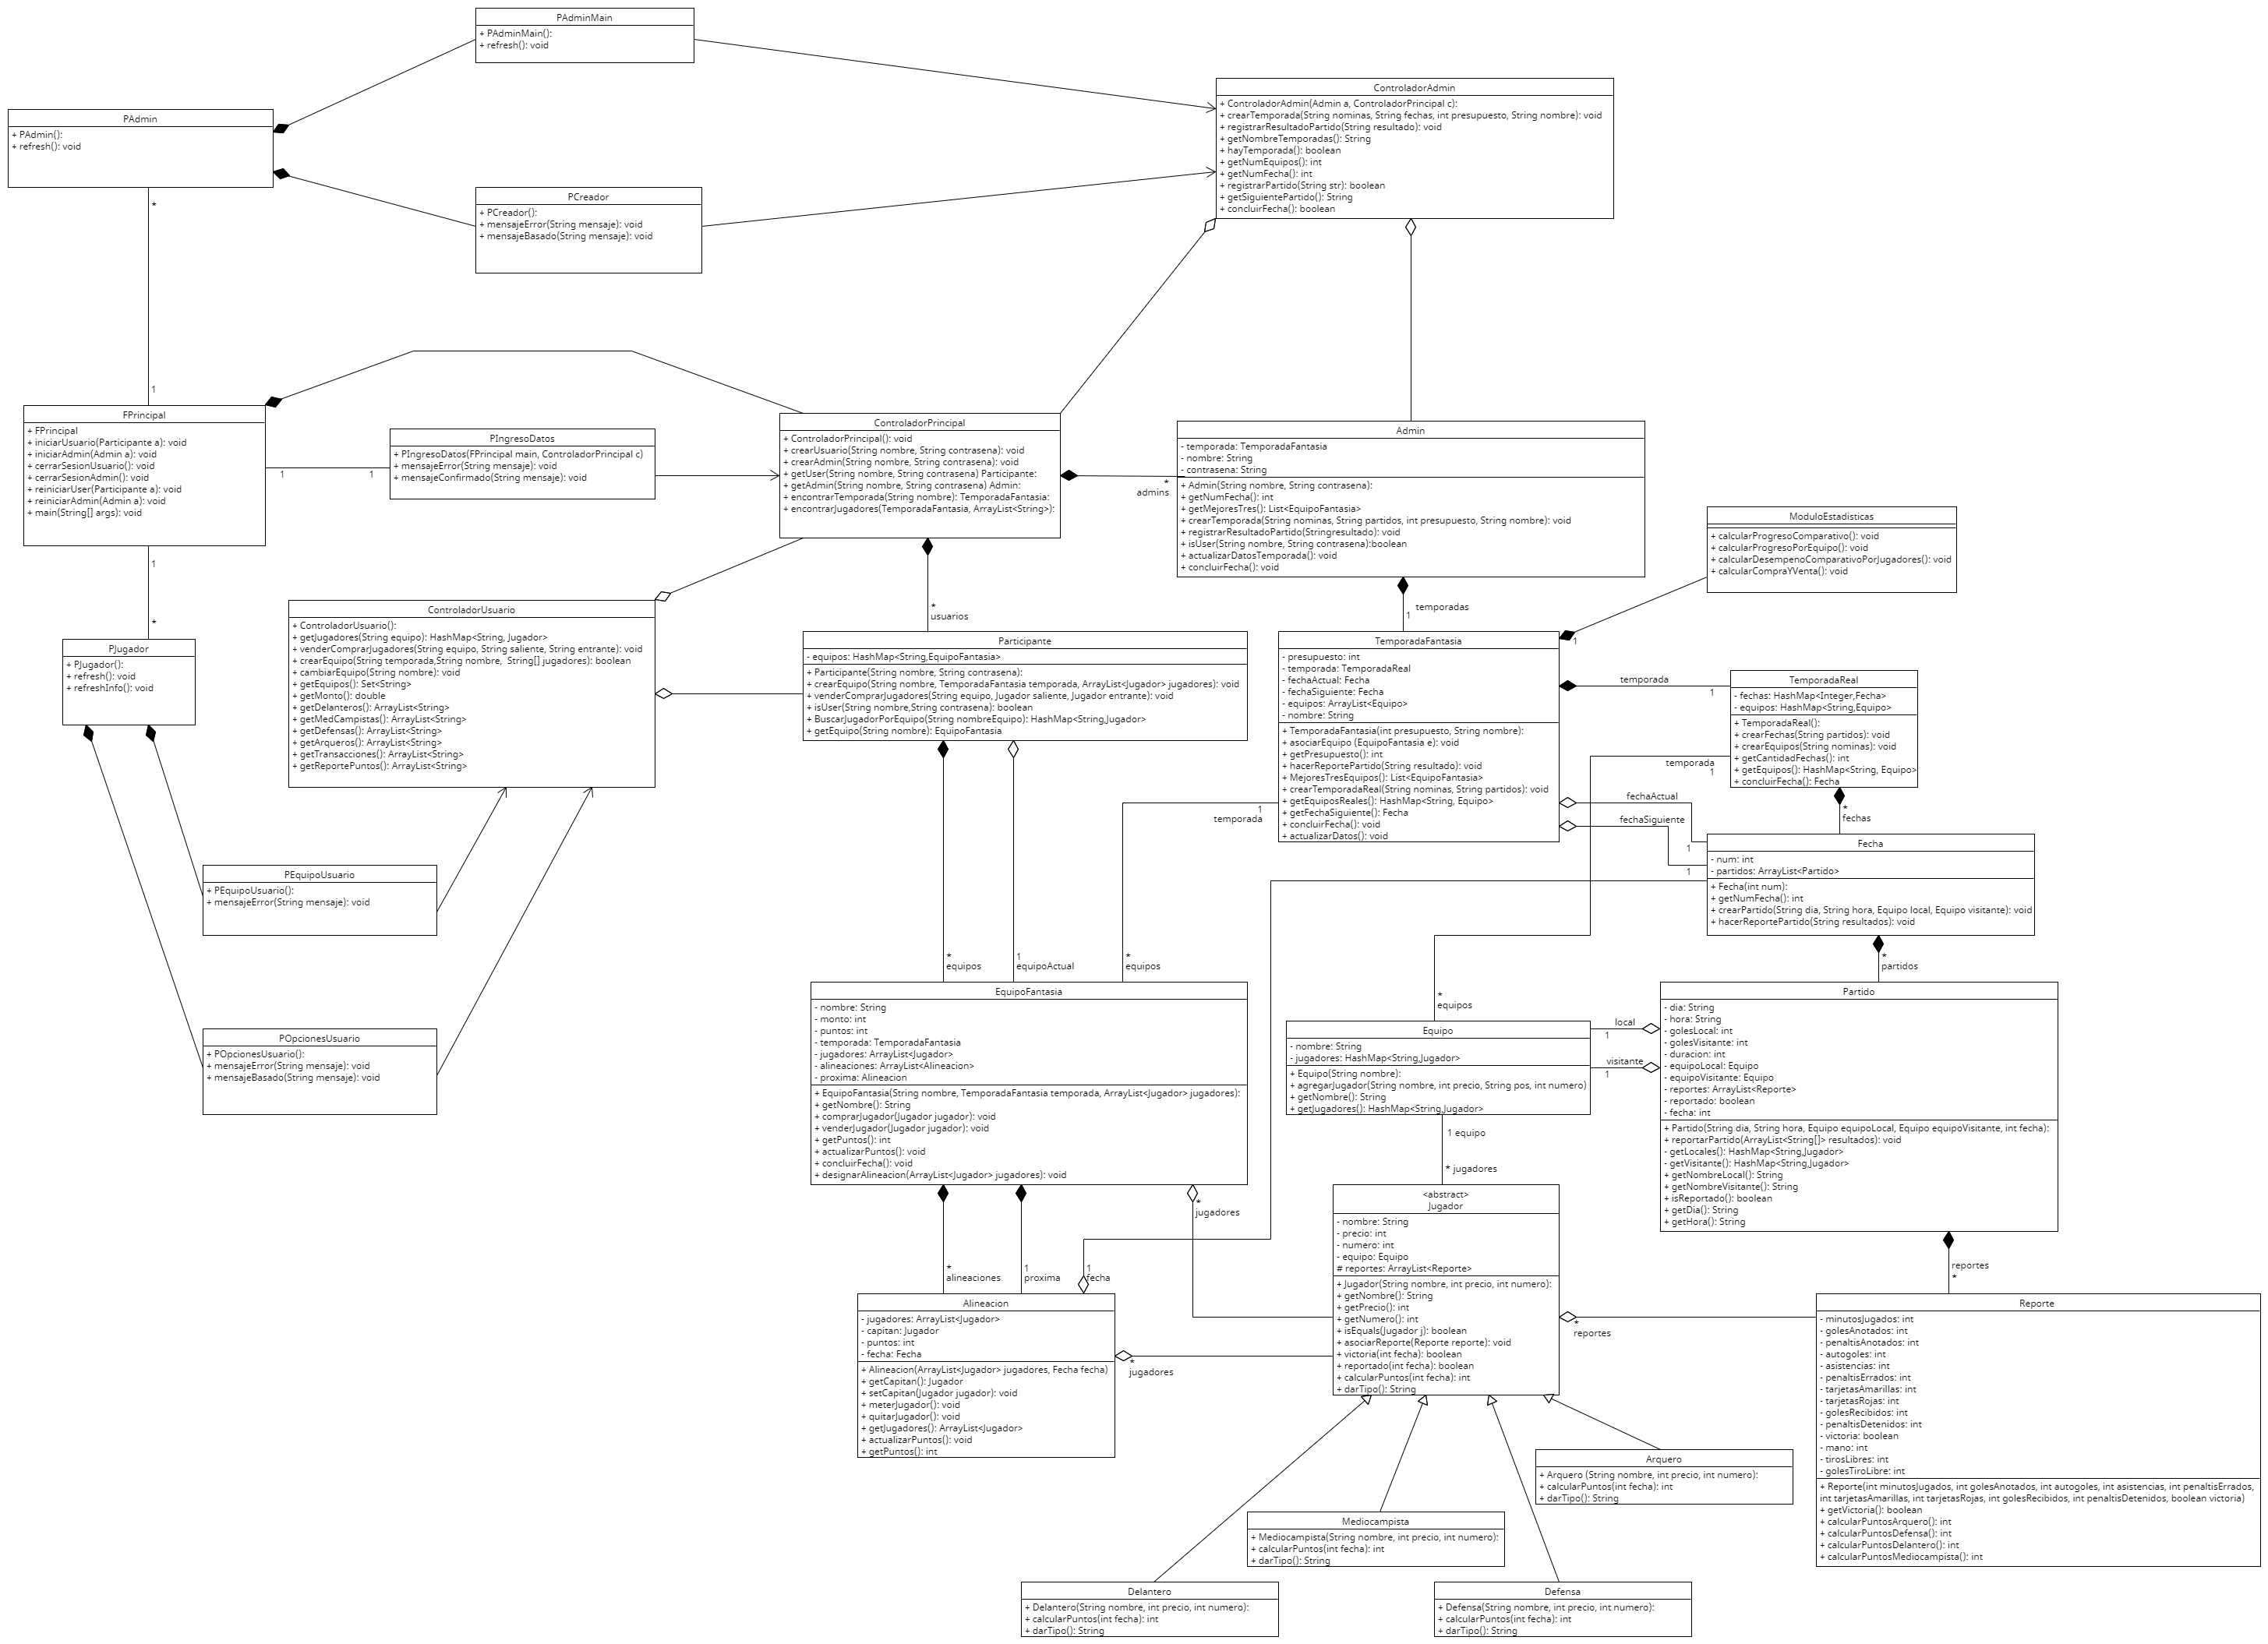 PAdminMain
+ PAdminMain():
+ refresh(): void
ControladorAdmin
+ ControladorAdmin(Admin a, ControladorPrincipal c):
+ crearTemporada(String nominas, String fechas, int presupuesto, String nombre): void
+ registrarResultadoPartido(String resultado): void
+ getNombreTemporadas(): String
+ hayTemporada(): boolean
+ getNumEquipos(): int
+ getNumFecha(): int
+ registrarPartido(String str): boolean
+ getSiguientePartido(): String
+ concluirFecha(): boolean
PAdmin
+ PAdmin():
+ refresh(): void
*
1
PCreador
+ PCreador():
+ mensajeError(String mensaje): void
+ mensajeBasado(String mensaje): void
FPrincipal
+ FPrincipal
+ iniciarUsuario(Participante a): void
+ iniciarAdmin(Admin a): void
+ cerrarSesionUsuario(): void
+ cerrarSesionAdmin(): void
+ reiniciarUser(Participante a): void
+ reiniciarAdmin(Admin a): void
+ main(String[] args): void
1
1
PIngresoDatos
+ PIngresoDatos(FPrincipal main, ControladorPrincipal c)
+ mensajeError(String mensaje): void
+ mensajeConfirmado(String mensaje): void
ControladorPrincipal
+ ControladorPrincipal(): void
+ crearUsuario(String nombre, String contrasena): void
+ crearAdmin(String nombre, String contrasena): void
+ getUser(String nombre, String contrasena) Participante:
+ getAdmin(String nombre, String contrasena) Admin:
+ encontrarTemporada(String nombre): TemporadaFantasia:
+ encontrarJugadores(TemporadaFantasia, ArrayList<String>):
*
admins
Admin
- temporada: TemporadaFantasia
- nombre: String
- contrasena: String
+ Admin(String nombre, String contrasena):
+ getNumFecha(): int
+ getMejoresTres(): List<EquipoFantasia>
+ crearTemporada(String nominas, String partidos, int presupuesto, String nombre): void
+ registrarResultadoPartido(Stringresultado): void
+ isUser(String nombre, String contrasena):boolean
+ actualizarDatosTemporada(): void
+ concluirFecha(): void
ModuloEstadisticas
+ calcularProgresoComparativo(): void
+ calcularProgresoPorEquipo(): void
+ calcularDesempenoComparativoPorJugadores(): void
+ calcularCompraYVenta(): void
1
*
PJugador
+ PJugador():
+ refresh(): void
+ refreshInfo(): void
ControladorUsuario
+ ControladorUsuario():
+ getJugadores(String equipo): HashMap<String, Jugador>
+ venderComprarJugadores(String equipo, String saliente, String entrante): void
+ crearEquipo(String temporada,String nombre,  String[] jugadores): boolean
+ cambiarEquipo(String nombre): void
+ getEquipos(): Set<String>
+ getMonto(): double
+ getDelanteros(): ArrayList<String>
+ getMedCampistas(): ArrayList<String>
+ getDefensas(): ArrayList<String>
+ getArqueros(): ArrayList<String>
+ getTransacciones(): ArrayList<String>
+ getReportePuntos(): ArrayList<String>
*
usuarios
Participante
- equipos: HashMap<String,EquipoFantasia>
+ Participante(String nombre, String contrasena):
+ crearEquipo(String nombre, TemporadaFantasia temporada, ArrayList<Jugador> jugadores): void
+ venderComprarJugadores(String equipo, Jugador saliente, Jugador entrante): void
+ isUser(String nombre,String contrasena): boolean
+ BuscarJugadorPorEquipo(String nombreEquipo): HashMap<String,Jugador>
+ getEquipo(String nombre): EquipoFantasia
temporadas
1
TemporadaFantasia
- presupuesto: int
- temporada: TemporadaReal
- fechaActual: Fecha
- fechaSiguiente: Fecha
- equipos: ArrayList<Equipo>
- nombre: String
+ TemporadaFantasia(int presupuesto, String nombre):
+ asociarEquipo (EquipoFantasia e): void
+ getPresupuesto(): int
+ hacerReportePartido(String resultado): void
+ MejoresTresEquipos(): List<EquipoFantasia>
+ crearTemporadaReal(String nominas, String partidos): void
+ getEquiposReales(): HashMap<String, Equipo>
+ getFechaSiguiente(): Fecha
+ concluirFecha(): void
+ actualizarDatos(): void
1
temporada
1
TemporadaReal
- fechas: HashMap<Integer,Fecha>
- equipos: HashMap<String,Equipo>
+ TemporadaReal():
+ crearFechas(String partidos): void
+ crearEquipos(String nominas): void
+ getCantidadFechas(): int
+ getEquipos(): HashMap<String, Equipo>
+ concluirFecha(): Fecha
temporada
1
fechaActual
1
fechaSiguiente
1
1
temporada
*
fechas
Fecha
- num: int
- partidos: ArrayList<Partido>
+ Fecha(int num):
+ getNumFecha(): int
+ crearPartido(String dia, String hora, Equipo local, Equipo visitante): void
+ hacerReportePartido(String resultados): void
PEquipoUsuario
+ PEquipoUsuario():
+ mensajeError(String mensaje): void
POpcionesUsuario
+ POpcionesUsuario():
+ mensajeError(String mensaje): void
+ mensajeBasado(String mensaje): void
*
equipos
1
equipoActual
*
equipos
*
equipos
*
partidos
EquipoFantasia
- nombre: String
- monto: int
- puntos: int
- temporada: TemporadaFantasia
- jugadores: ArrayList<Jugador>
- alineaciones: ArrayList<Alineacion>
- proxima: Alineacion
+ EquipoFantasia(String nombre, TemporadaFantasia temporada, ArrayList<Jugador> jugadores):
+ getNombre(): String
+ comprarJugador(Jugador jugador): void
+ venderJugador(Jugador jugador): void
+ getPuntos(): int
+ actualizarPuntos(): void
+ concluirFecha(): void
+ designarAlineacion(ArrayList<Jugador> jugadores): void
Equipo
- nombre: String
- jugadores: HashMap<String,Jugador>
+ Equipo(String nombre):
+ agregarJugador(String nombre, int precio, String pos, int numero)
+ getNombre(): String
+ getJugadores(): HashMap<String,Jugador>
local
1
visitante
1
Partido
- dia: String
- hora: String
- golesLocal: int
- golesVisitante: int
- duracion: int
- equipoLocal: Equipo
- equipoVisitante: Equipo
- reportes: ArrayList<Reporte>
- reportado: boolean
- fecha: int
+ Partido(String dia, String hora, Equipo equipoLocal, Equipo equipoVisitante, int fecha):
+ reportarPartido(ArrayList<String[]> resultados): void
- getLocales(): HashMap<String,Jugador>
- getVisitante(): HashMap<String,Jugador>
+ getNombreLocal(): String
+ getNombreVisitante(): String
+ isReportado(): boolean
+ getDia(): String
+ getHora(): String
1 equipo
* jugadores
*
jugadores
*
alineaciones
1
proxima
1
fecha
reportes
*
<abstract>
Jugador
- nombre: String
- precio: int
- numero: int
- equipo: Equipo
# reportes: ArrayList<Reporte>
+ Jugador(String nombre, int precio, int numero):
+ getNombre(): String
+ getPrecio(): int
+ getNumero(): int
+ isEquals(Jugador j): boolean
+ asociarReporte(Reporte reporte): void
+ victoria(int fecha): boolean
+ reportado(int fecha): boolean
+ calcularPuntos(int fecha): int
+ darTipo(): String
*
reportes
Alineacion
- jugadores: ArrayList<Jugador>
- capitan: Jugador
- puntos: int
- fecha: Fecha
+ Alineacion(ArrayList<Jugador> jugadores, Fecha fecha)
+ getCapitan(): Jugador
+ setCapitan(Jugador jugador): void
+ meterJugador(): void
+ quitarJugador(): void
+ getJugadores(): ArrayList<Jugador>
+ actualizarPuntos(): void
+ getPuntos(): int
*
jugadores
Reporte
- minutosJugados: int
- golesAnotados: int
- penaltisAnotados: int
- autogoles: int
- asistencias: int
- penaltisErrados: int
- tarjetasAmarillas: int
- tarjetasRojas: int
- golesRecibidos: int
- penaltisDetenidos: int
- victoria: boolean
- mano: int
- tirosLibres: int
- golesTiroLibre: int
+ Reporte(int minutosJugados, int golesAnotados, int autogoles, int asistencias, int penaltisErrados,
int tarjetasAmarillas, int tarjetasRojas, int golesRecibidos, int penaltisDetenidos, boolean victoria)
+ getVictoria(): boolean
+ calcularPuntosArquero(): int
+ calcularPuntosDefensa(): int
+ calcularPuntosDelantero(): int
+ calcularPuntosMediocampista(): int
Arquero
+ Arquero (String nombre, int precio, int numero):
+ calcularPuntos(int fecha): int
+ darTipo(): String
Mediocampista
+ Mediocampista(String nombre, int precio, int numero):
+ calcularPuntos(int fecha): int
+ darTipo(): String
Delantero
+ Delantero(String nombre, int precio, int numero):
+ calcularPuntos(int fecha): int
+ darTipo(): String
Defensa
+ Defensa(String nombre, int precio, int numero):
+ calcularPuntos(int fecha): int
+ darTipo(): String